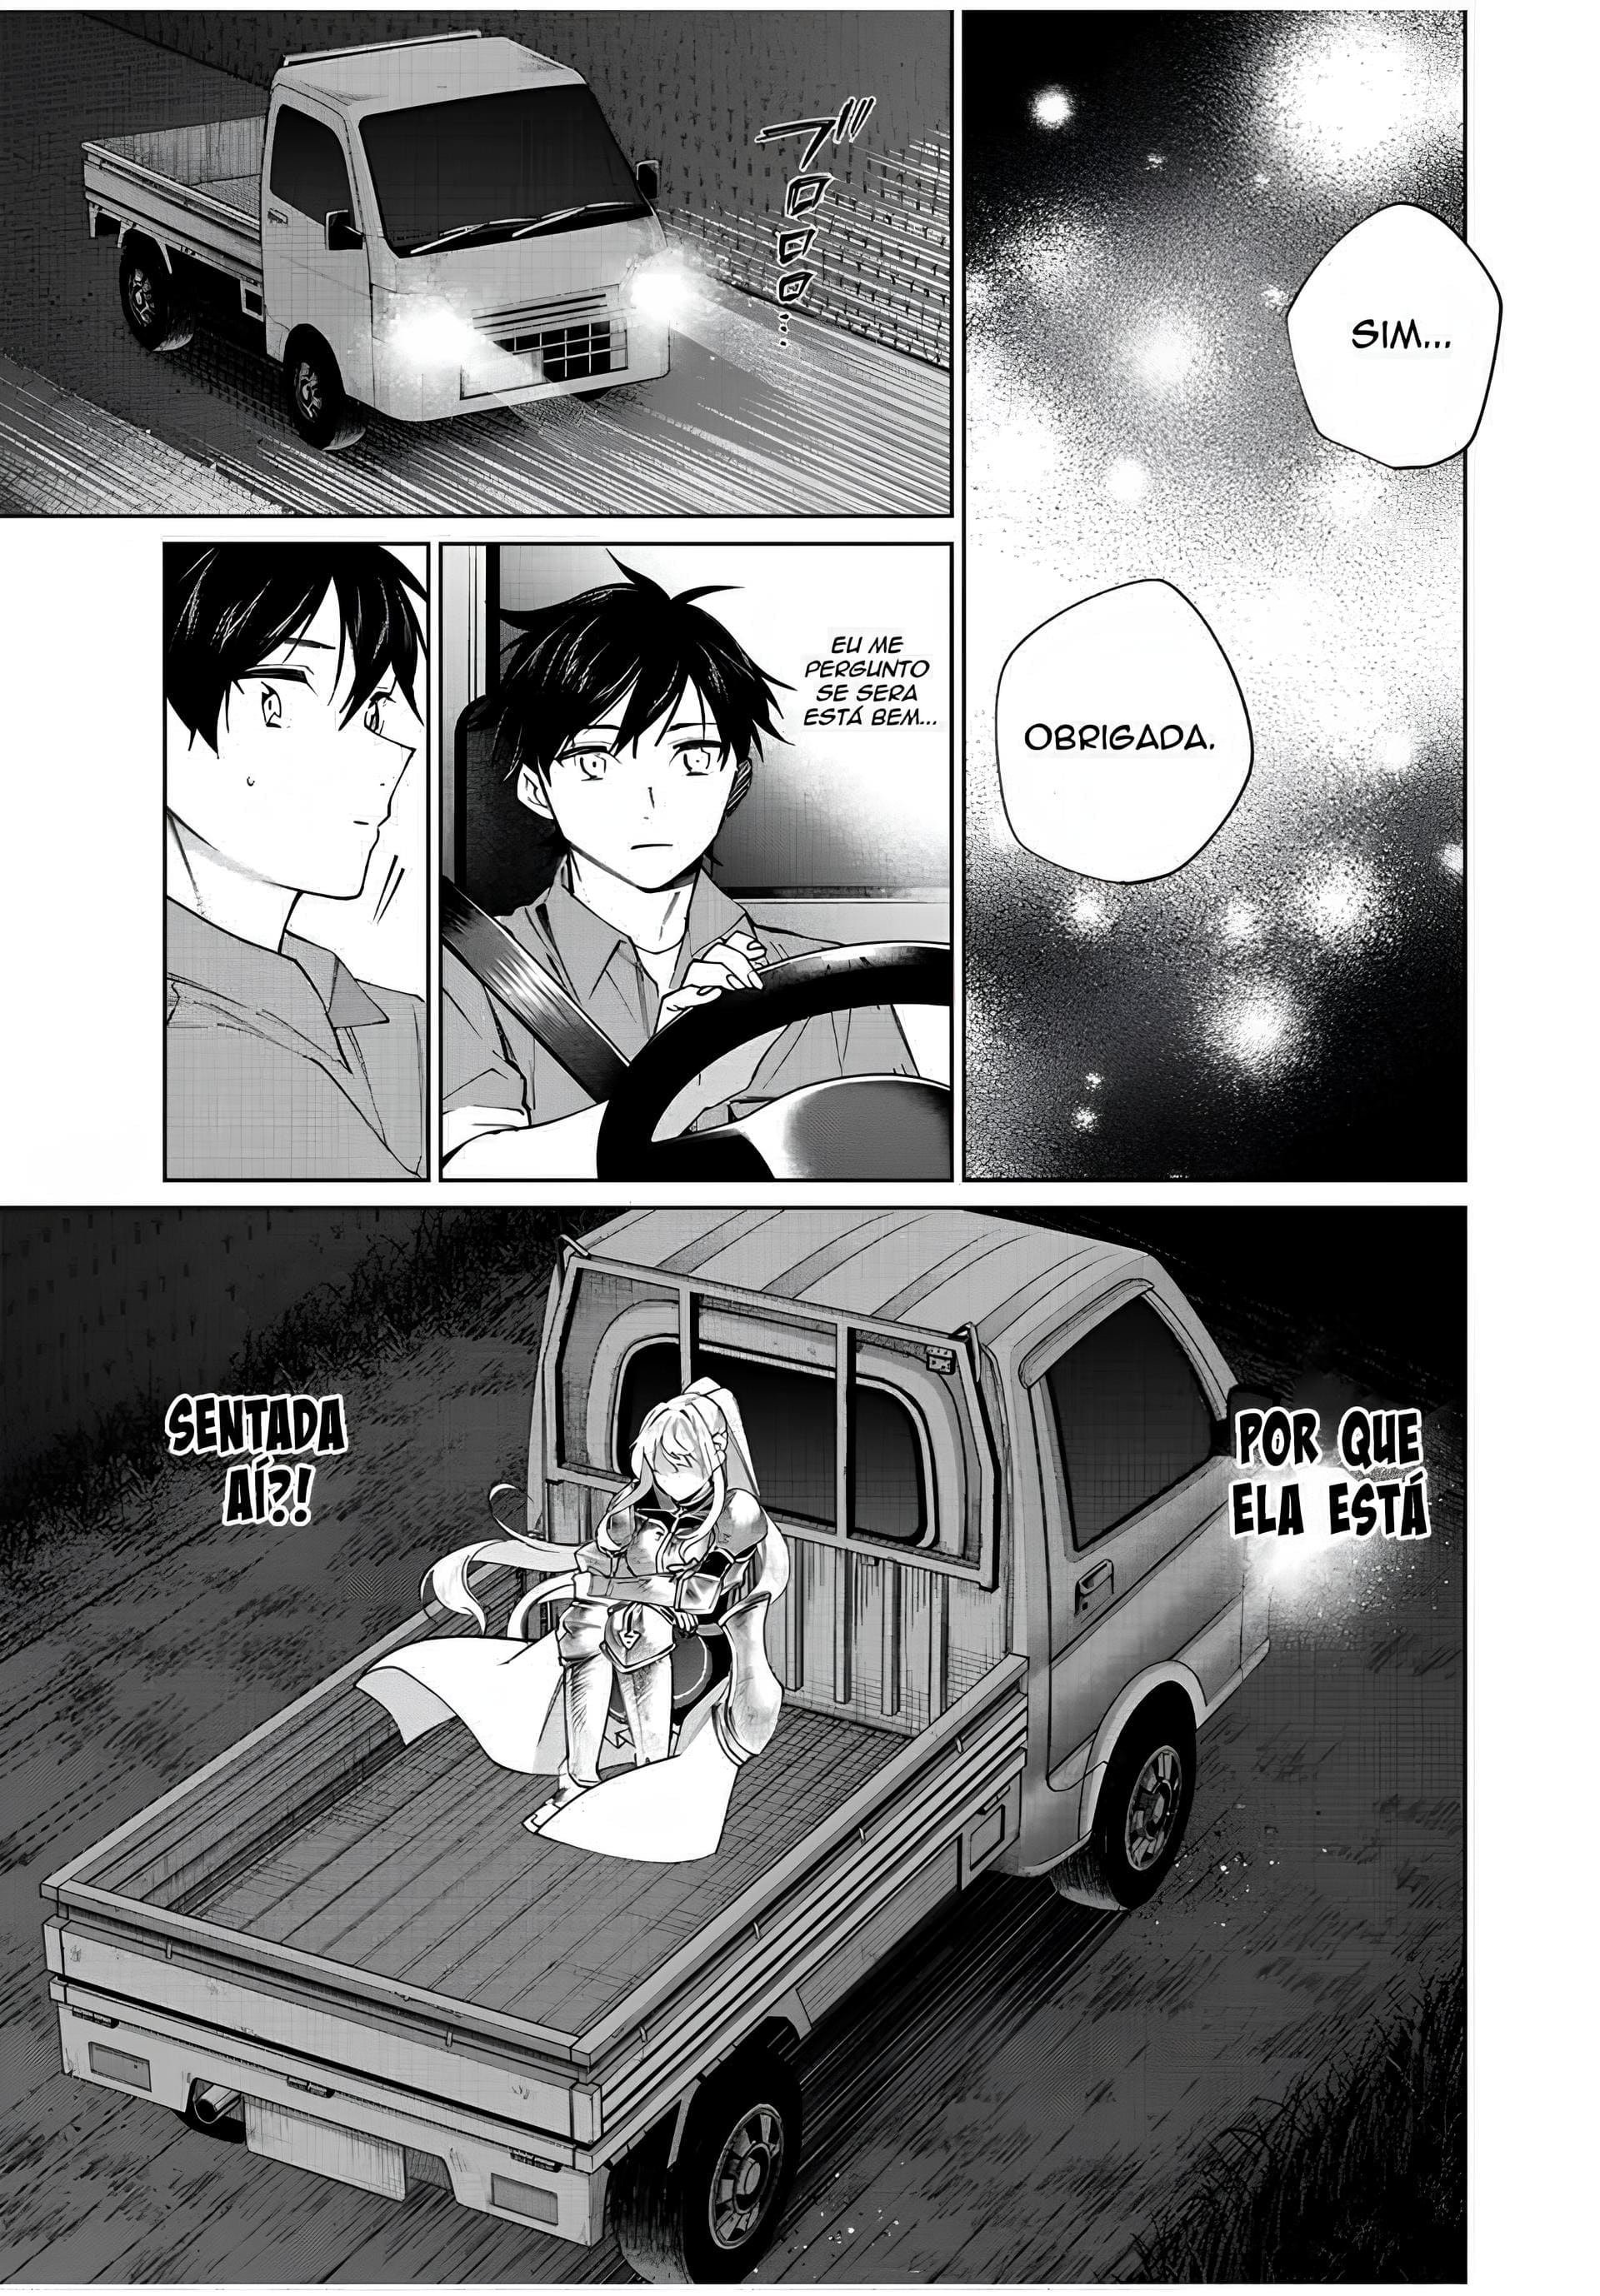 SIM...
OBRIGADA.
ブロロロ...
EU ME
PERGUNTO
SE SERA
ESTÁ BEM...
POR QUE
ELA ESTÁ
SENTADA
AÍ?!